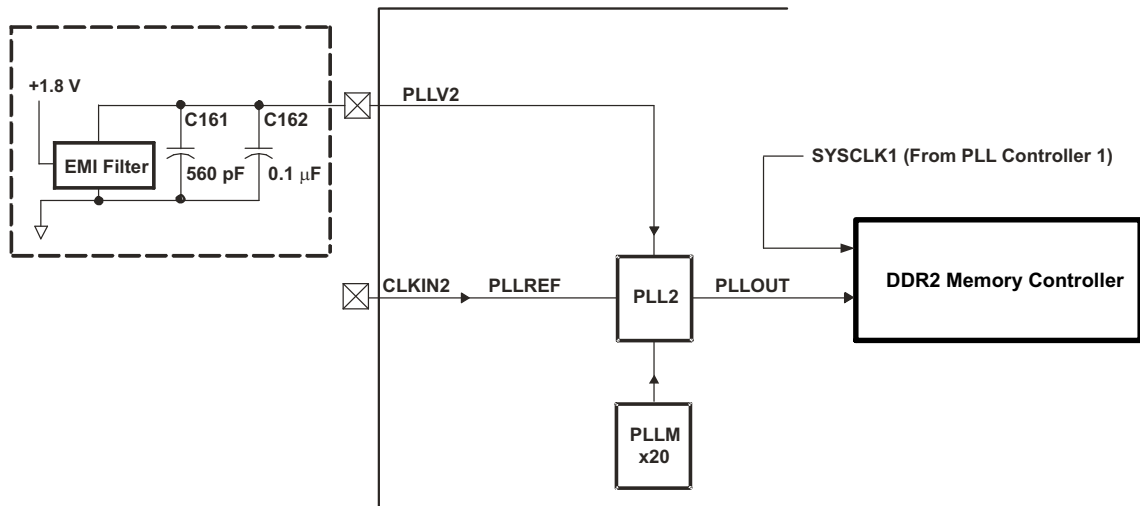 +1.8 V
C161
C162
EMI Filter
560 pF
0.1 μF
PLLV2
SYSCLK1 (From PLL Controller 1)
CLKIN2
PLLREF
PLL2
PLLOUT
DDR2 Memory Controller
PLLM
x20